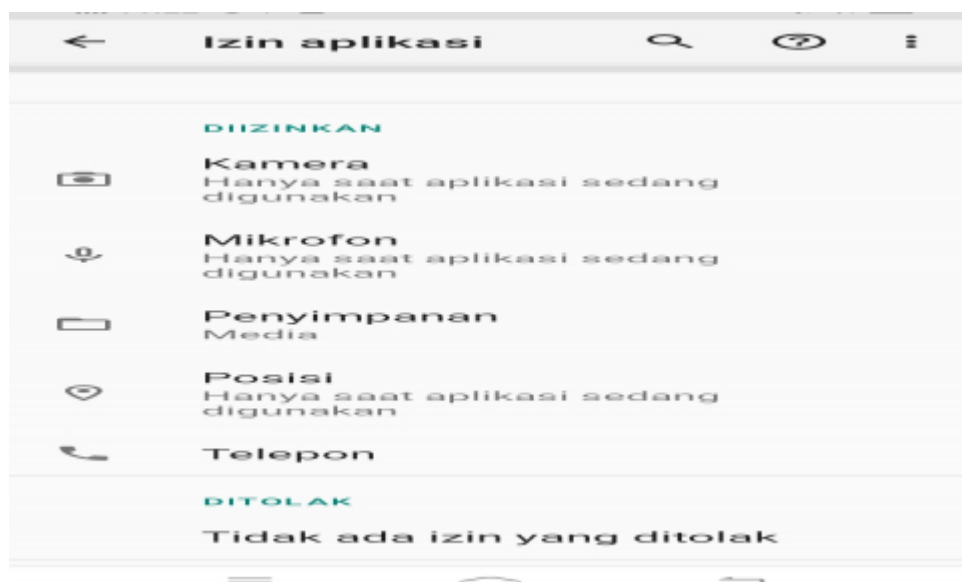 Izin aplikasi
DIIZINKAN
Kamera
Hanya saat aplikasi sedang
digunakan
Mikrofon
Hanya saat aplikasi sedang
digunakan
Penyimpanan
Media
Posisi
Hanya saat aplikasi sedang
digunakan
Telepon
DITOLAK
Tidak ada izin yang ditolak